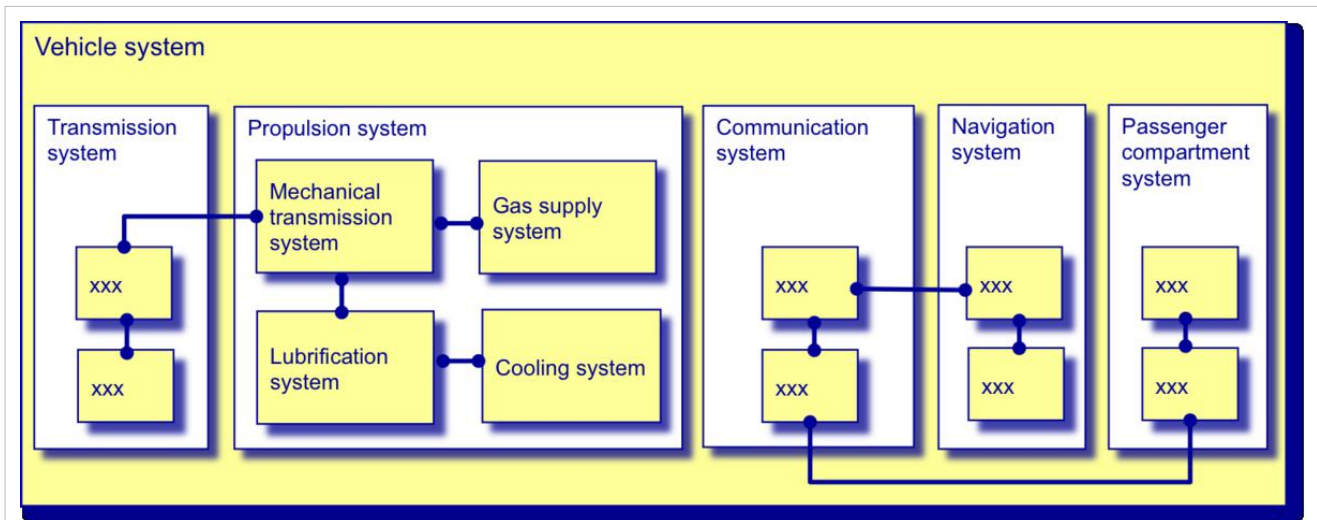 Vehicle system
Transmission
system
xxx
xxx
Propulsion system
Mechanical
transmission
system
Gas supply
system
Lubrification
system
Cooling system
Communication
system
xxx
xxx
Navigation
system
xxx
xxx
Passenger
compartment
system
xxx
xxx